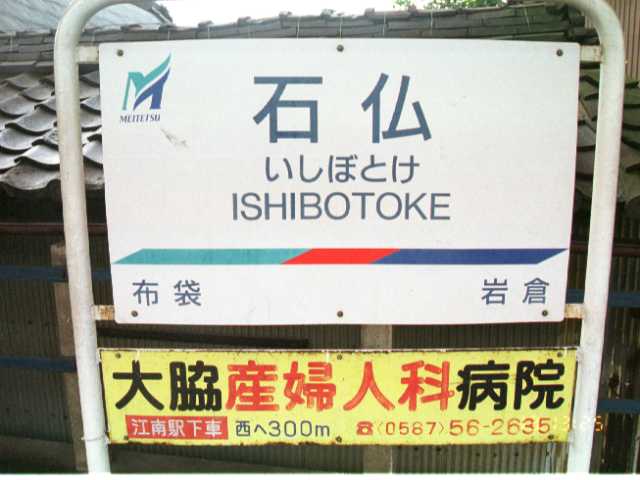 MEITETSU
石仏
いしぼとけ
ISHIBOTOKE
布袋 岩倉
大脇産婦人科病院
江南駅下車 西へ300m ☎(0587)56-2635